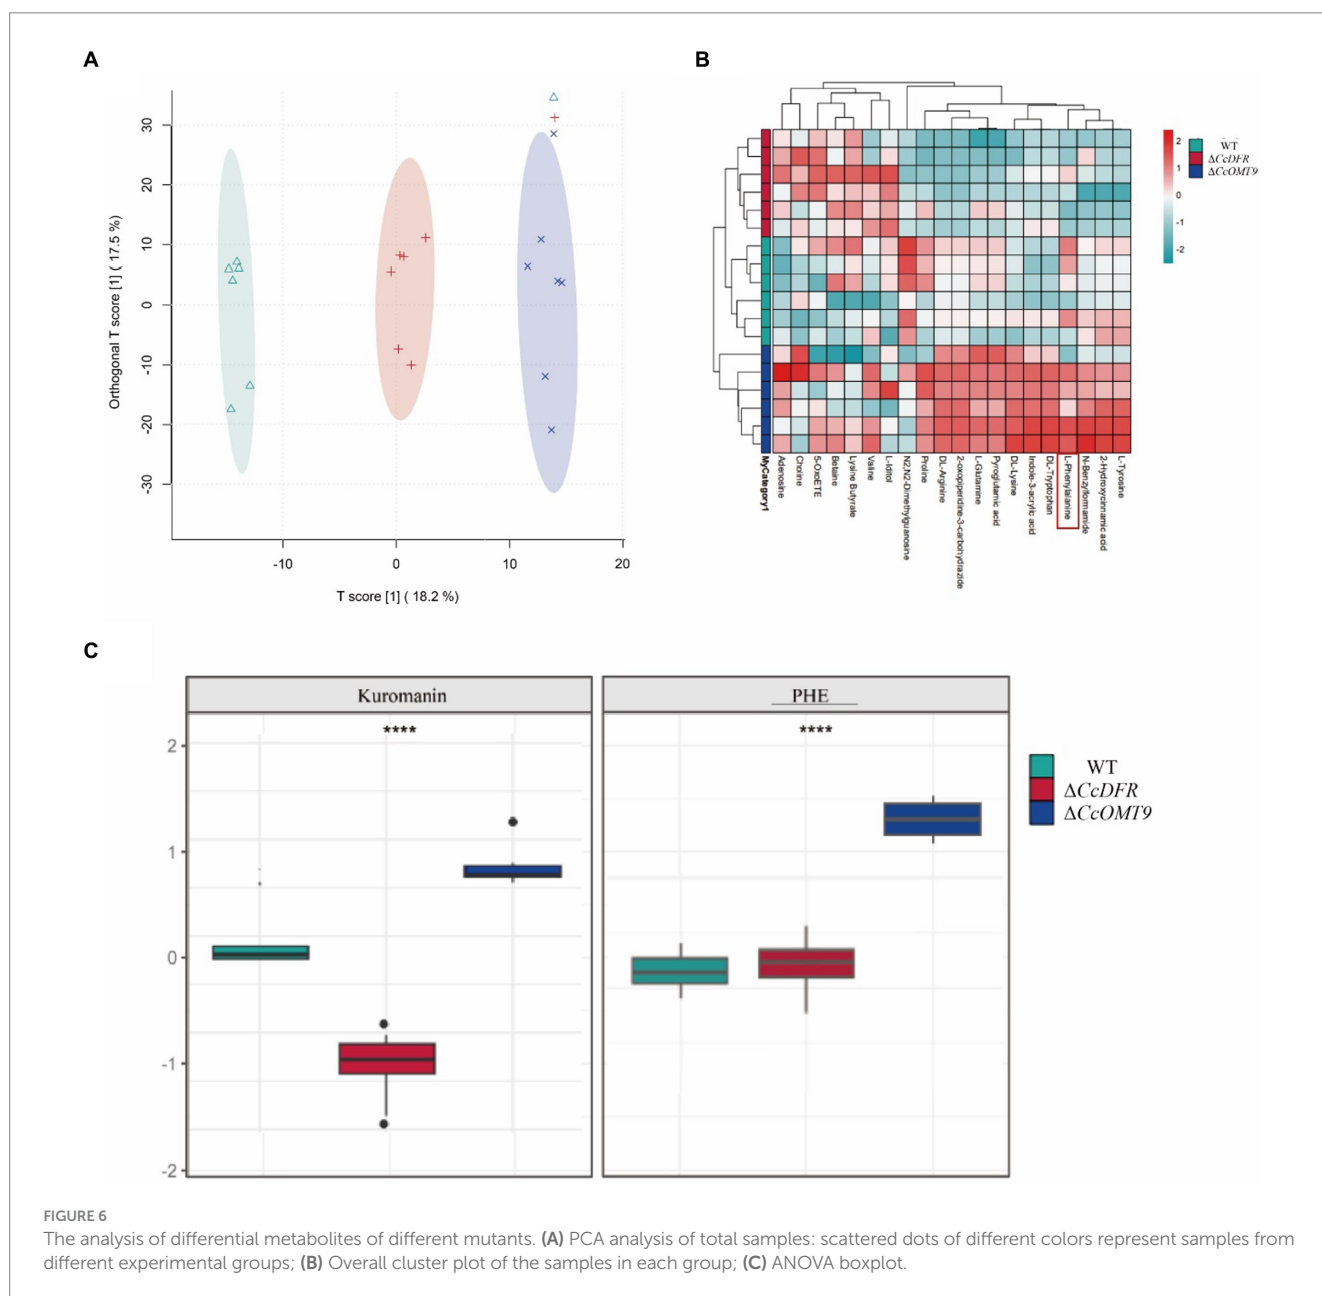 A
Orthogonal T score [1] ( 17.5 %)
30
20
10
0
-10
-20
-30
-10
0
10
20
T score [1] ( 18.2 %)
B
2
1
0
-1
-2
WT
ΔCcDFR
ΔCcOMT9
MyCategory1
Adenosine
Choline
5-OxoETE
Betaine
Lysine Butyrate
Valine
L-Iditol
N2,N2-Dimethylguanosine
Proline
DL-Arginine
2-oxopiperidine-3-carbohydrazide
L-Glutamine
Pyroglutamic acid
DL-Lysine
Indole-3-acrylic acid
DL-Tryptophan
L-Phenylalanine
N-Benzylformamide
2-Hydroxycinnamic acid
L-Tyrosine
C
Kuromanin
PHE
****
****
2
1
0
-1
-2
WT
ΔCcDFR
ΔCcOMT9
FIGURE 6
The analysis of differential metabolites of different mutants. (A) PCA analysis of total samples: scattered dots of different colors represent samples from
different experimental groups; (B) Overall cluster plot of the samples in each group; (C) ANOVA boxplot.